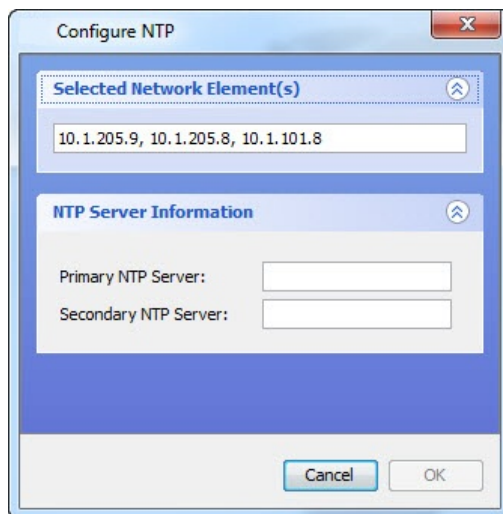 Configure NTP
Selected Network Element(s)
10.1.205.9, 10.1.205.8, 10.1.101.8
NTP Server Information
Primary NTP Server:
Secondary NTP Server:
Cancel
OK